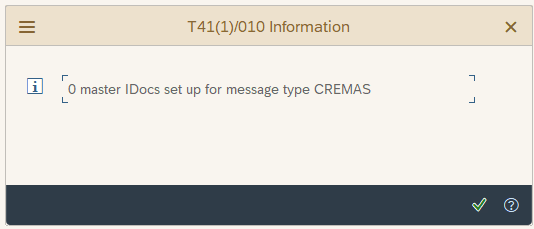 T41(1)/010 Information
0 master IDocs set up for message type CREMAS